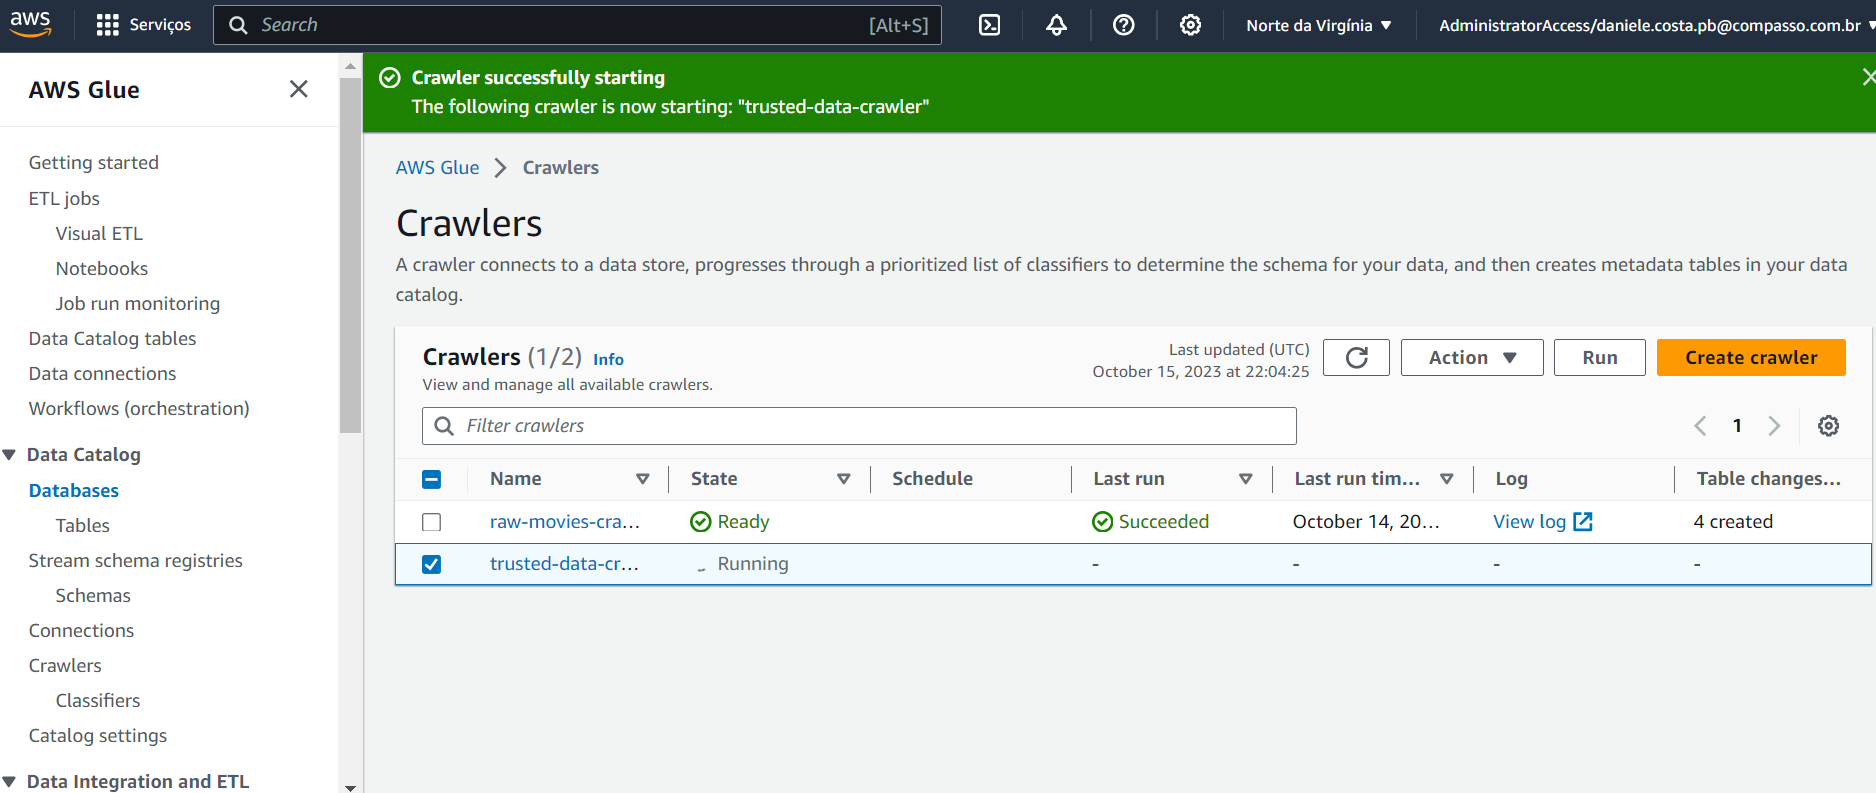 aws
Serviços
Search
[Alt+S]
Norte da Virgínia
AdministratorAccess/daniele.costa.pb@compasso.com.br
AWS Glue
Getting started
ETL jobs
Visual ETL
Notebooks
Job run monitoring
Data Catalog tables
Data connections
Workflows (orchestration)
Data Catalog
Databases
Tables
Stream schema registries
Schemas
Connections
Crawlers
Classifiers
Catalog settings
Data Integration and ETL
Crawler successfully starting
The following crawler is now starting: "trusted-data-crawler"
AWS Glue
Crawlers
Crawlers
A crawler connects to a data store, progresses through a prioritized list of classifiers to determine the schema for your data, and then creates metadata tables in your data
catalog.
Crawlers (1/2) Info
View and manage all available crawlers.
Last updated (UTC)
October 15, 2023 at 22:04:25
Action
Run
Create crawler
Filter crawlers
1
Name State Schedule Last run Last run tim... Log Table changes...
raw-movies-cra... Ready Succeeded October 14, 20... View log 4 created
trusted-data-cr... Running - - - -